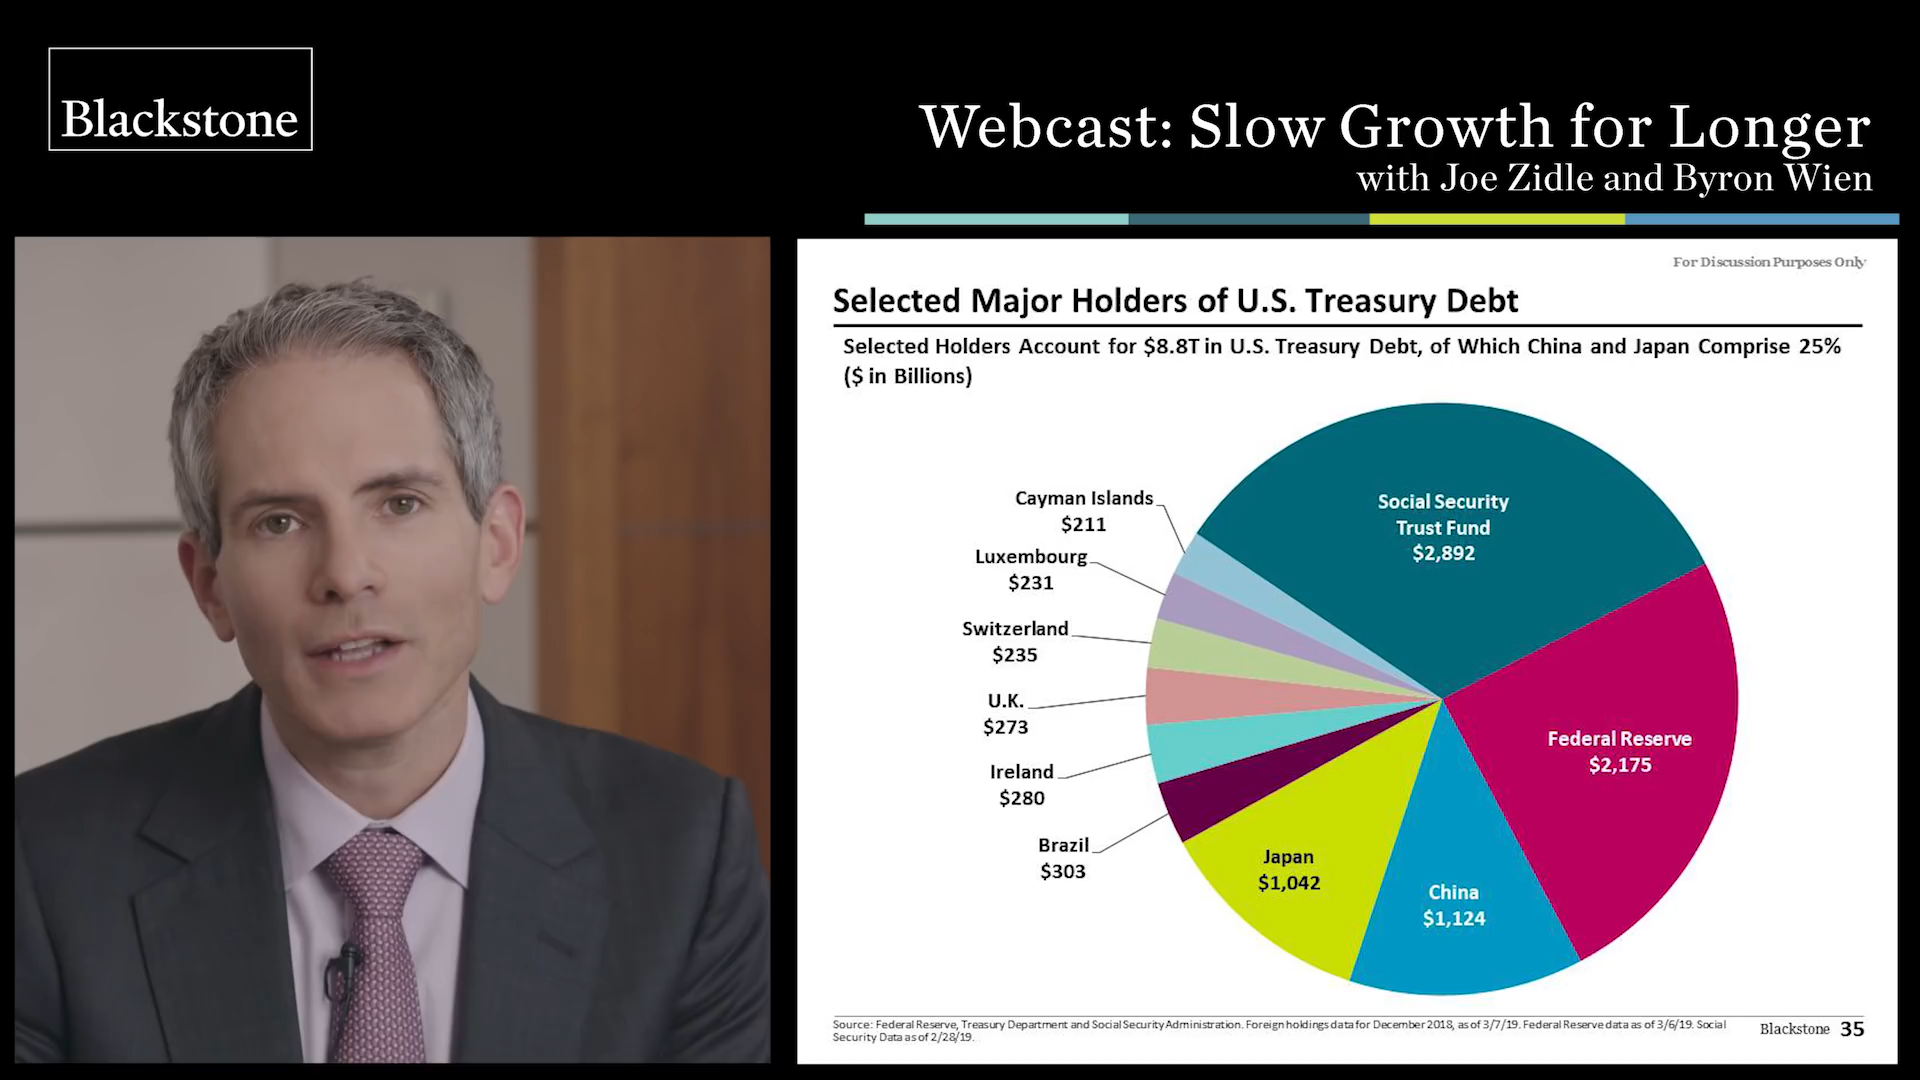 Blackstone
Webcast: Slow Growth for Longer
with Joe Zidle and Byron Wien
For Discussion Purposes Only
Selected Major Holders of U.S. Treasury Debt
Selected Holders Account for $8.8T in U.S. Treasury Debt, of Which China and Japan Comprise 25%
($ in Billions)
Social Security
Trust Fund
$2,892
Federal Reserve
$2,175
China
$1,124
Japan
$1,042
Brazil
$303
Ireland
$280
U.K.
$273
Switzerland
$235
Luxembourg
$231
Cayman Islands
$211
Source: Federal Reserve, Treasury Department and Social Security Administration. Foreign holdings data for December 2018, as of 3/7/19. Federal Reserve data as of 3/6/19. Social
Security Data as of 2/28/19.
Blackstone 35